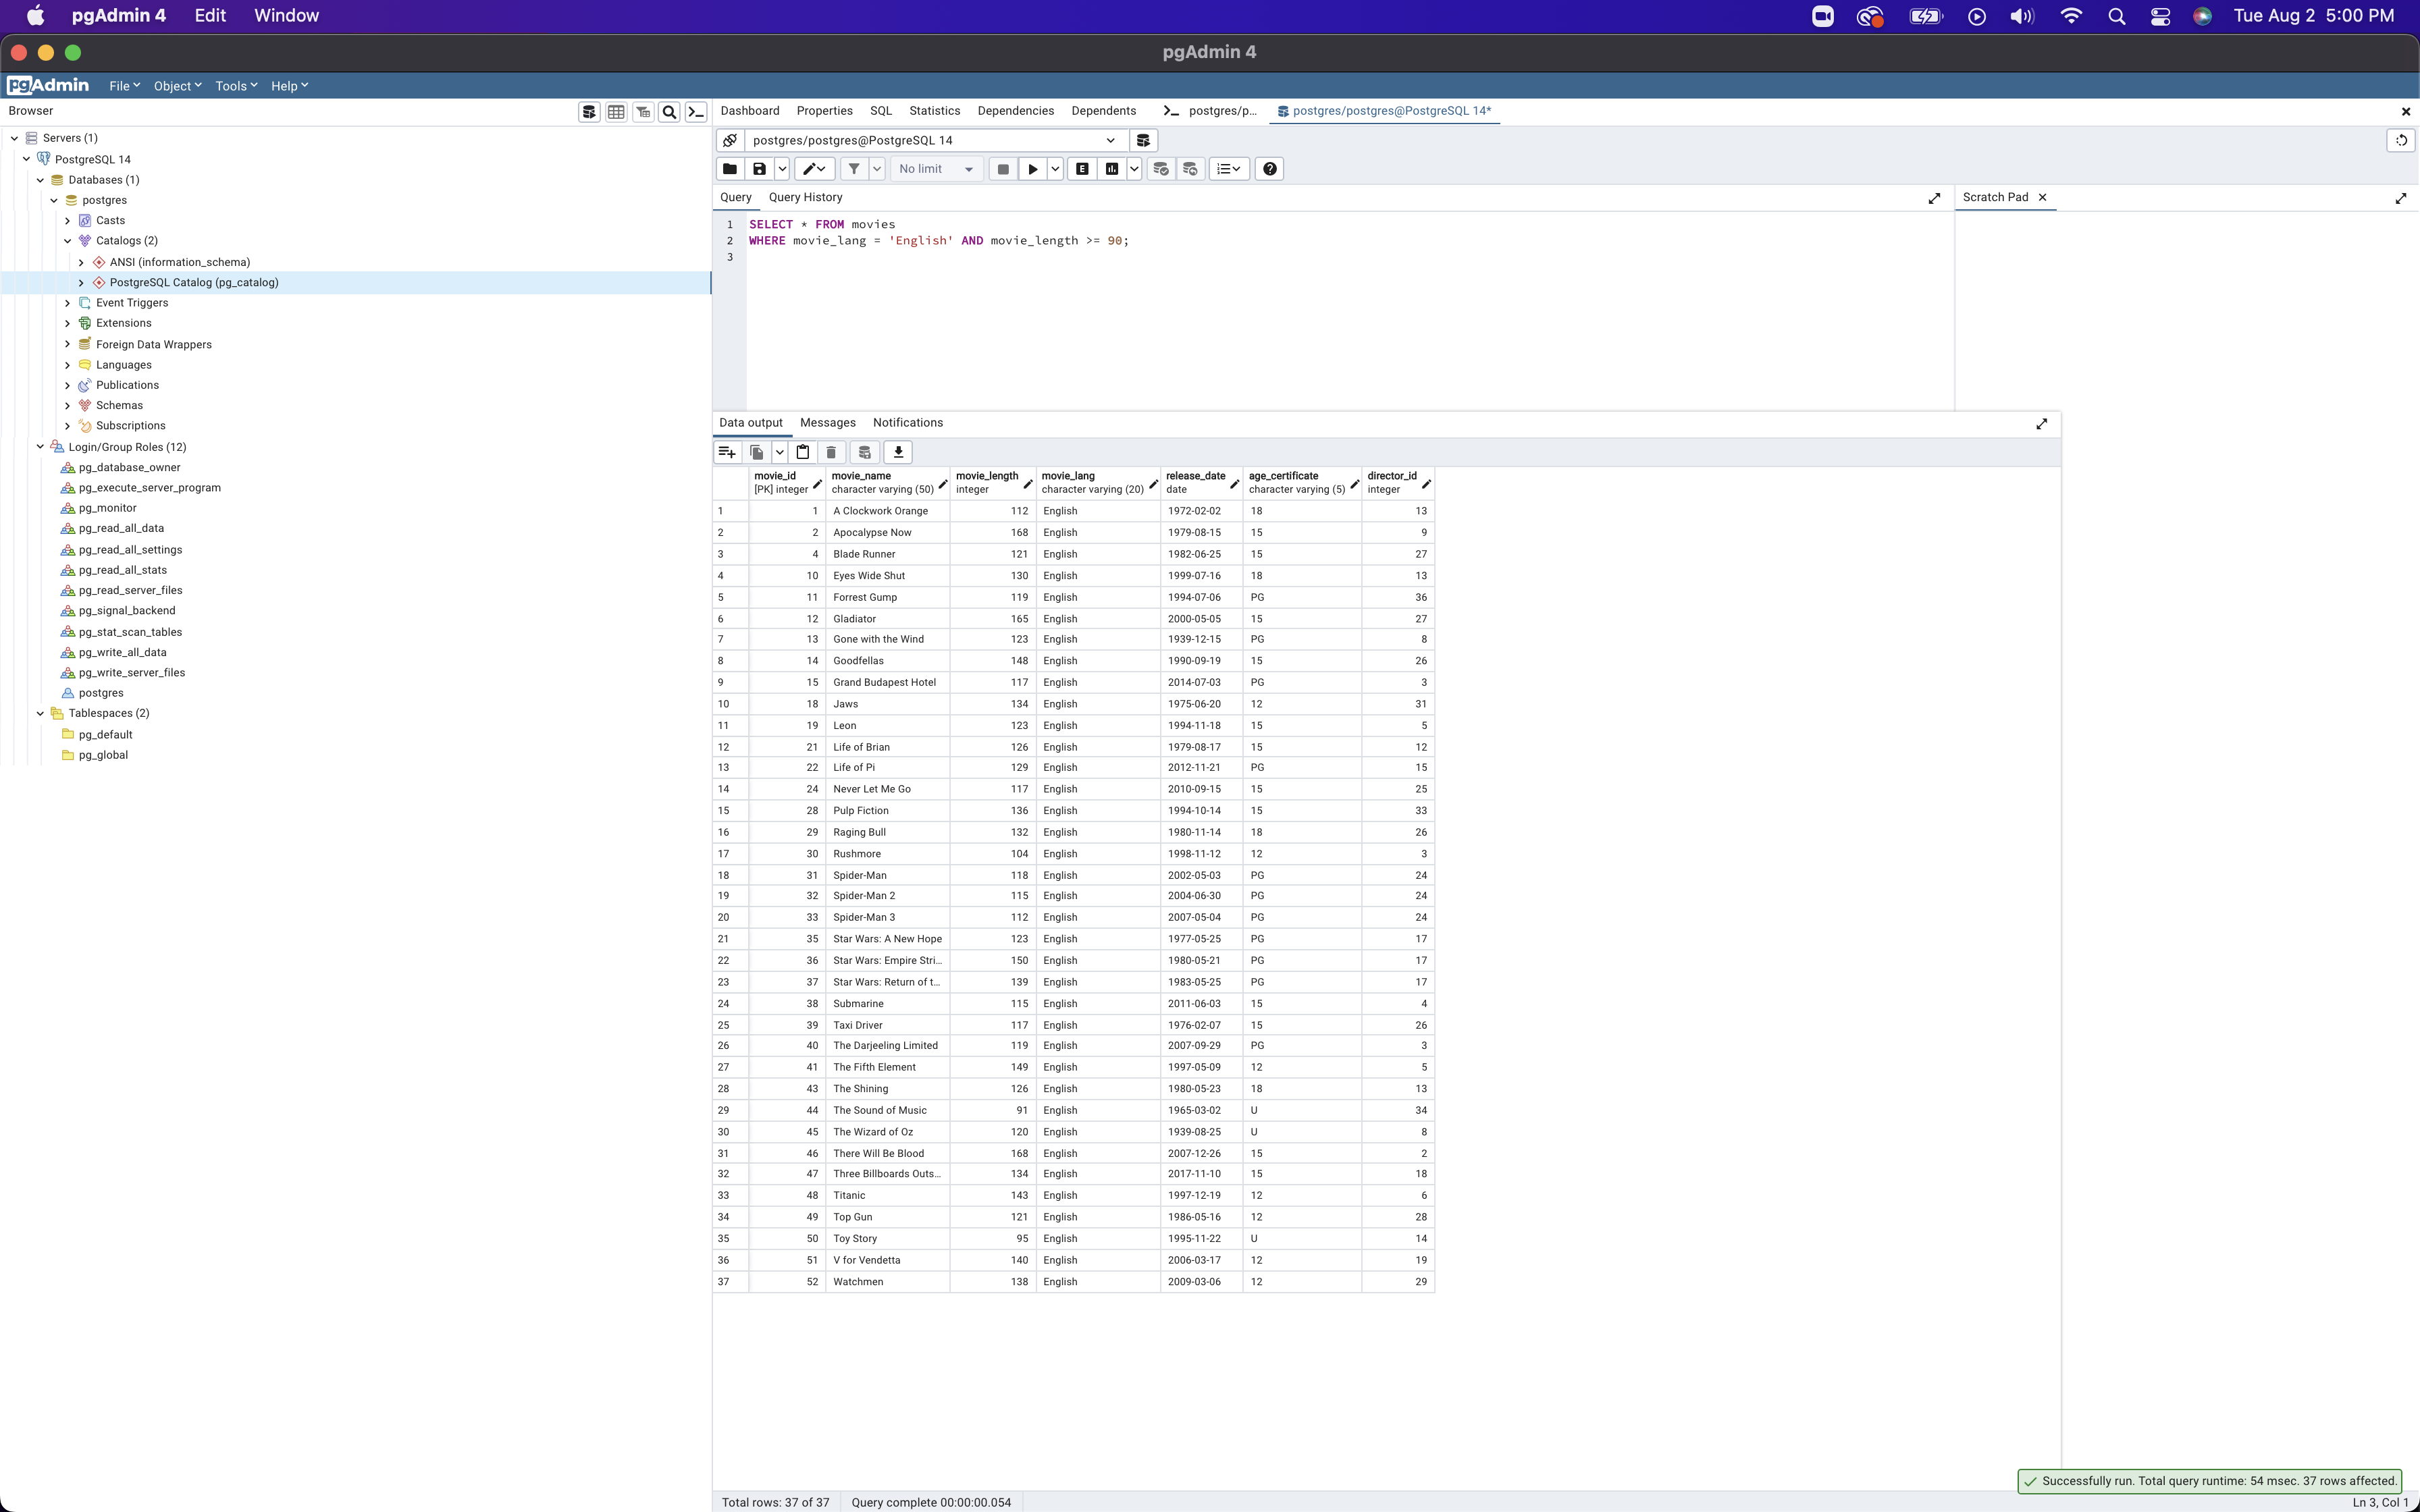 pgAdmin 4 Edit Window Tue Aug 2 5:00 PM
pgAdmin 4
pgAdmin File Object Tools Help
Browser
Servers (1)
PostgreSQL 14
Databases (1)
postgres
Casts
Catalogs (2)
ANSI (information_schema)
PostgreSQL Catalog (pg_catalog)
Event Triggers
Extensions
Foreign Data Wrappers
Languages
Publications
Schemas
Subscriptions
Login/Group Roles (12)
pg_database_owner
pg_execute_server_program
pg_monitor
pg_read_all_data
pg_read_all_settings
pg_read_all_stats
pg_read_server_files
pg_signal_backend
pg_stat_scan_tables
pg_write_all_data
pg_write_server_files
postgres
Tablespaces (2)
pg_default
pg_global
Dashboard Properties SQL Statistics Dependencies Dependents postgres/p... postgres/postgres@PostgreSQL 14*
postgres/postgres@PostgreSQL 14
No limit E
Query Query History
Scratch Pad
1 SELECT * FROM movies
2 WHERE movie_lang = 'English' AND movie_length >= 90;
3
Data output Messages Notifications
movie_id movie_name movie_length movie_lang release_date age_certificate director_id
[PK] integer character varying (50) integer character varying (20) date character varying (5) integer
1 1 A Clockwork Orange 112 English 1972-02-02 18 13
2 2 Apocalypse Now 168 English 1979-08-15 15 9
3 4 Blade Runner 121 English 1982-06-25 15 27
4 10 Eyes Wide Shut 130 English 1999-07-16 18 13
5 11 Forrest Gump 119 English 1994-07-06 PG 36
6 12 Gladiator 165 English 2000-05-05 15 27
7 13 Gone with the Wind 123 English 1939-12-15 PG 8
8 14 Goodfellas 148 English 1990-09-19 15 26
9 15 Grand Budapest Hotel 117 English 2014-07-03 PG 3
10 18 Jaws 134 English 1975-06-20 12 31
11 19 Leon 123 English 1994-11-18 15 5
12 21 Life of Brian 126 English 1979-08-17 15 12
13 22 Life of Pi 129 English 2012-11-21 PG 15
14 24 Never Let Me Go 117 English 2010-09-15 15 25
15 28 Pulp Fiction 136 English 1994-10-14 15 33
16 29 Raging Bull 132 English 1980-11-14 18 26
17 30 Rushmore 104 English 1998-11-12 12 3
18 31 Spider-Man 118 English 2002-05-03 PG 24
19 32 Spider-Man 2 115 English 2004-06-30 PG 24
20 33 Spider-Man 3 112 English 2007-05-04 PG 24
21 35 Star Wars: A New Hope 123 English 1977-05-25 PG 17
22 36 Star Wars: Empire Stri... 150 English 1980-05-21 PG 17
23 37 Star Wars: Return of t... 139 English 1983-05-25 PG 17
24 38 Submarine 115 English 2011-06-03 15 4
25 39 Taxi Driver 117 English 1976-02-07 15 26
26 40 The Darjeeling Limited 119 English 2007-09-29 PG 3
27 41 The Fifth Element 149 English 1997-05-09 12 5
28 43 The Shining 126 English 1980-05-23 18 13
29 44 The Sound of Music 91 English 1965-03-02 U 34
30 45 The Wizard of Oz 120 English 1939-08-25 U 8
31 46 There Will Be Blood 168 English 2007-12-26 15 2
32 47 Three Billboards Outs... 134 English 2017-11-10 15 18
33 48 Titanic 143 English 1997-12-19 12 6
34 49 Top Gun 121 English 1986-05-16 12 28
35 50 Toy Story 95 English 1995-11-22 U 14
36 51 V for Vendetta 140 English 2006-03-17 12 19
37 52 Watchmen 138 English 2009-03-06 12 29
Successfully run. Total query runtime: 54 msec. 37 rows affected.
Total rows: 37 of 37 Query complete 00:00:00.054 Ln 3, Col 1